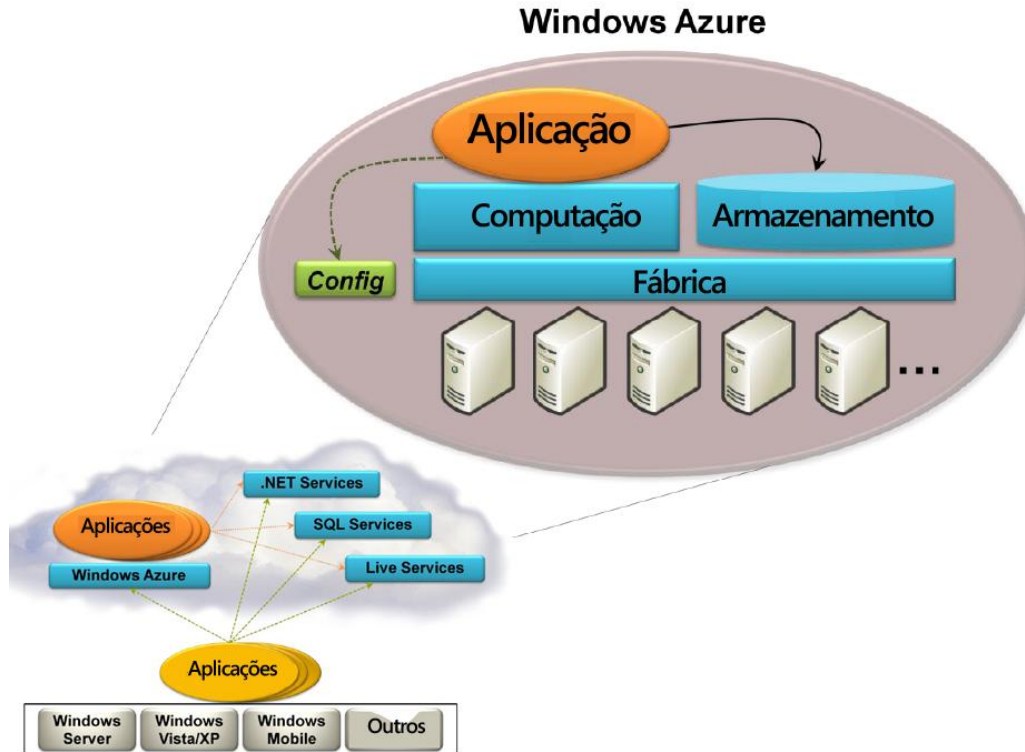 Windows Azure
Aplicação
Computação
Armazenamento
Config
Fábrica
...
.NET Services
Aplicações
SQL Services
Windows Azure
Live Services
Aplicações
Windows
Server
Windows
Vista/XP
Windows
Mobile
Outros